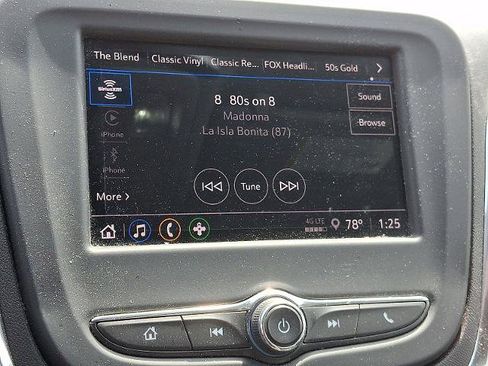 The Blend Classic Vinyl Classic Re... FOX Headli... 50s Gold
SiriusXM
8 80s on 8
Sound
Madonna
iPhone
Browse
La Isla Bonita (87)
iPhone
Tune
More
4G LTE
78° 1:25